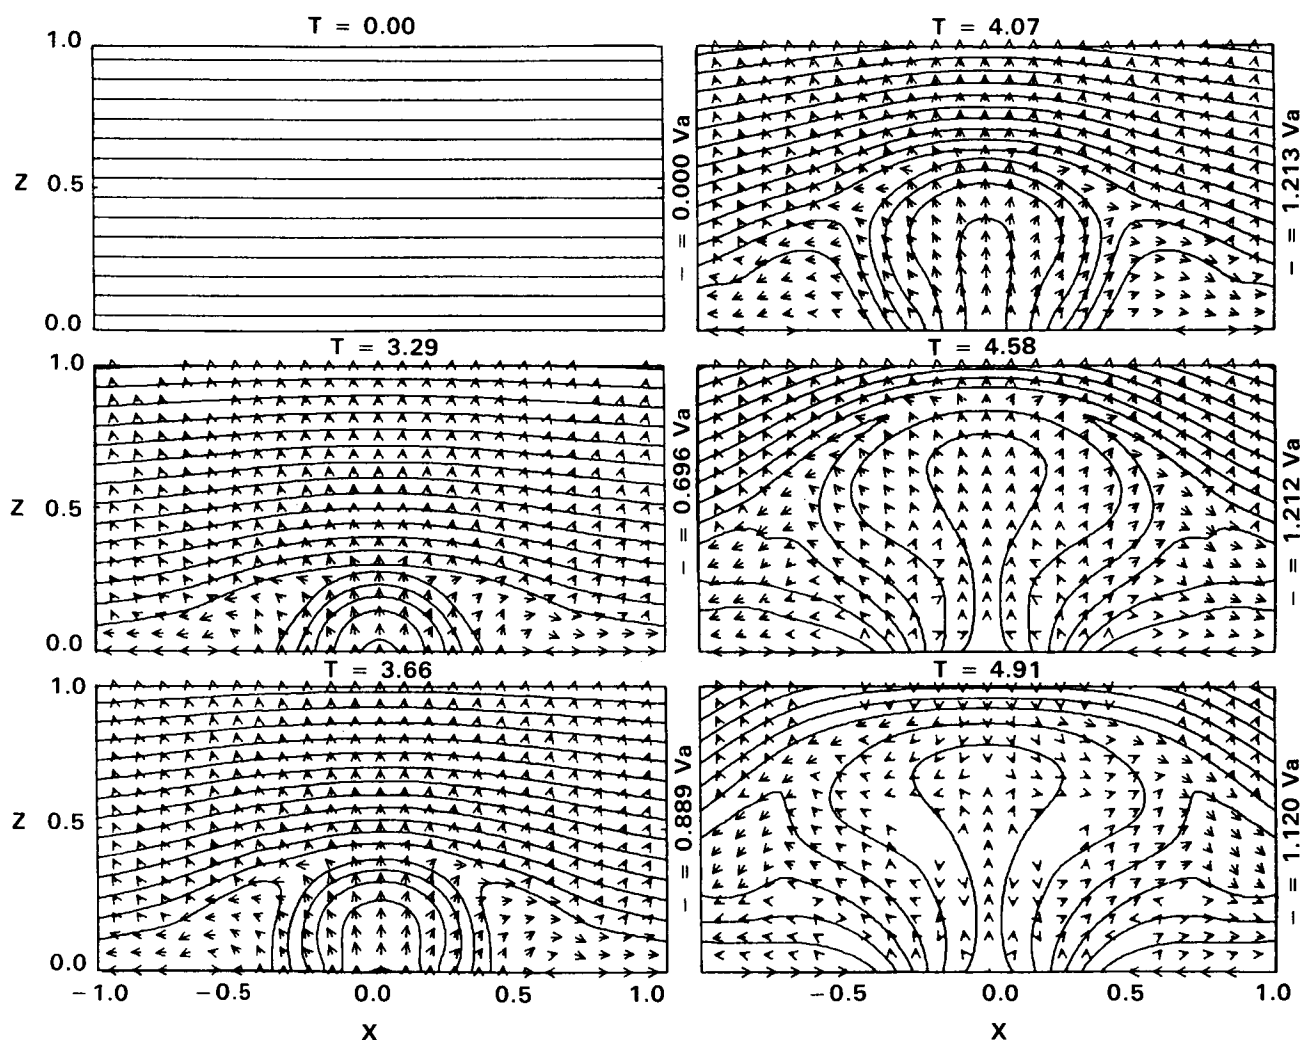 T = 0.00
1.0
Z 0.5
0.0
— = 0.000 Va
T = 3.29
1.0
Z 0.5
0.0
— = 0.696 Va
T = 3.66
1.0
Z 0.5
0.0
— = 0.889 Va
−1.0 −0.5 0.0 0.5 1.0
X
T = 4.07
— = 1.213 Va
T = 4.58
— = 1.212 Va
T = 4.91
— = 1.120 Va
−0.5 0.0 0.5 1.0
X